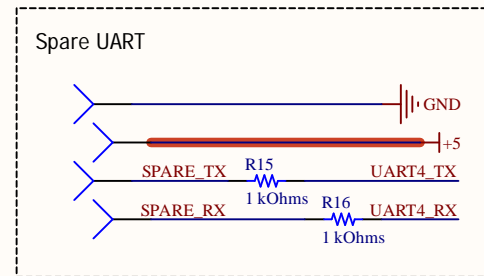 Spare UART
GND
+5
SPARE_TX R15 UART4_TX
1 kOhms
SPARE_RX R16 UART4_RX
1 kOhms